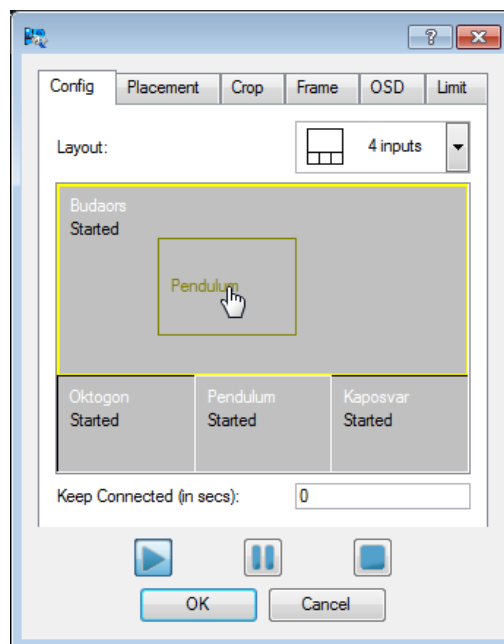 ?
Config Placement Crop Frame OSD Limit
Layout: 4 inputs
Budaors
Started
Pendulum
Oktogon Pendulum Kaposvar
Started Started Started
Keep Connected (in secs): 0
OK Cancel